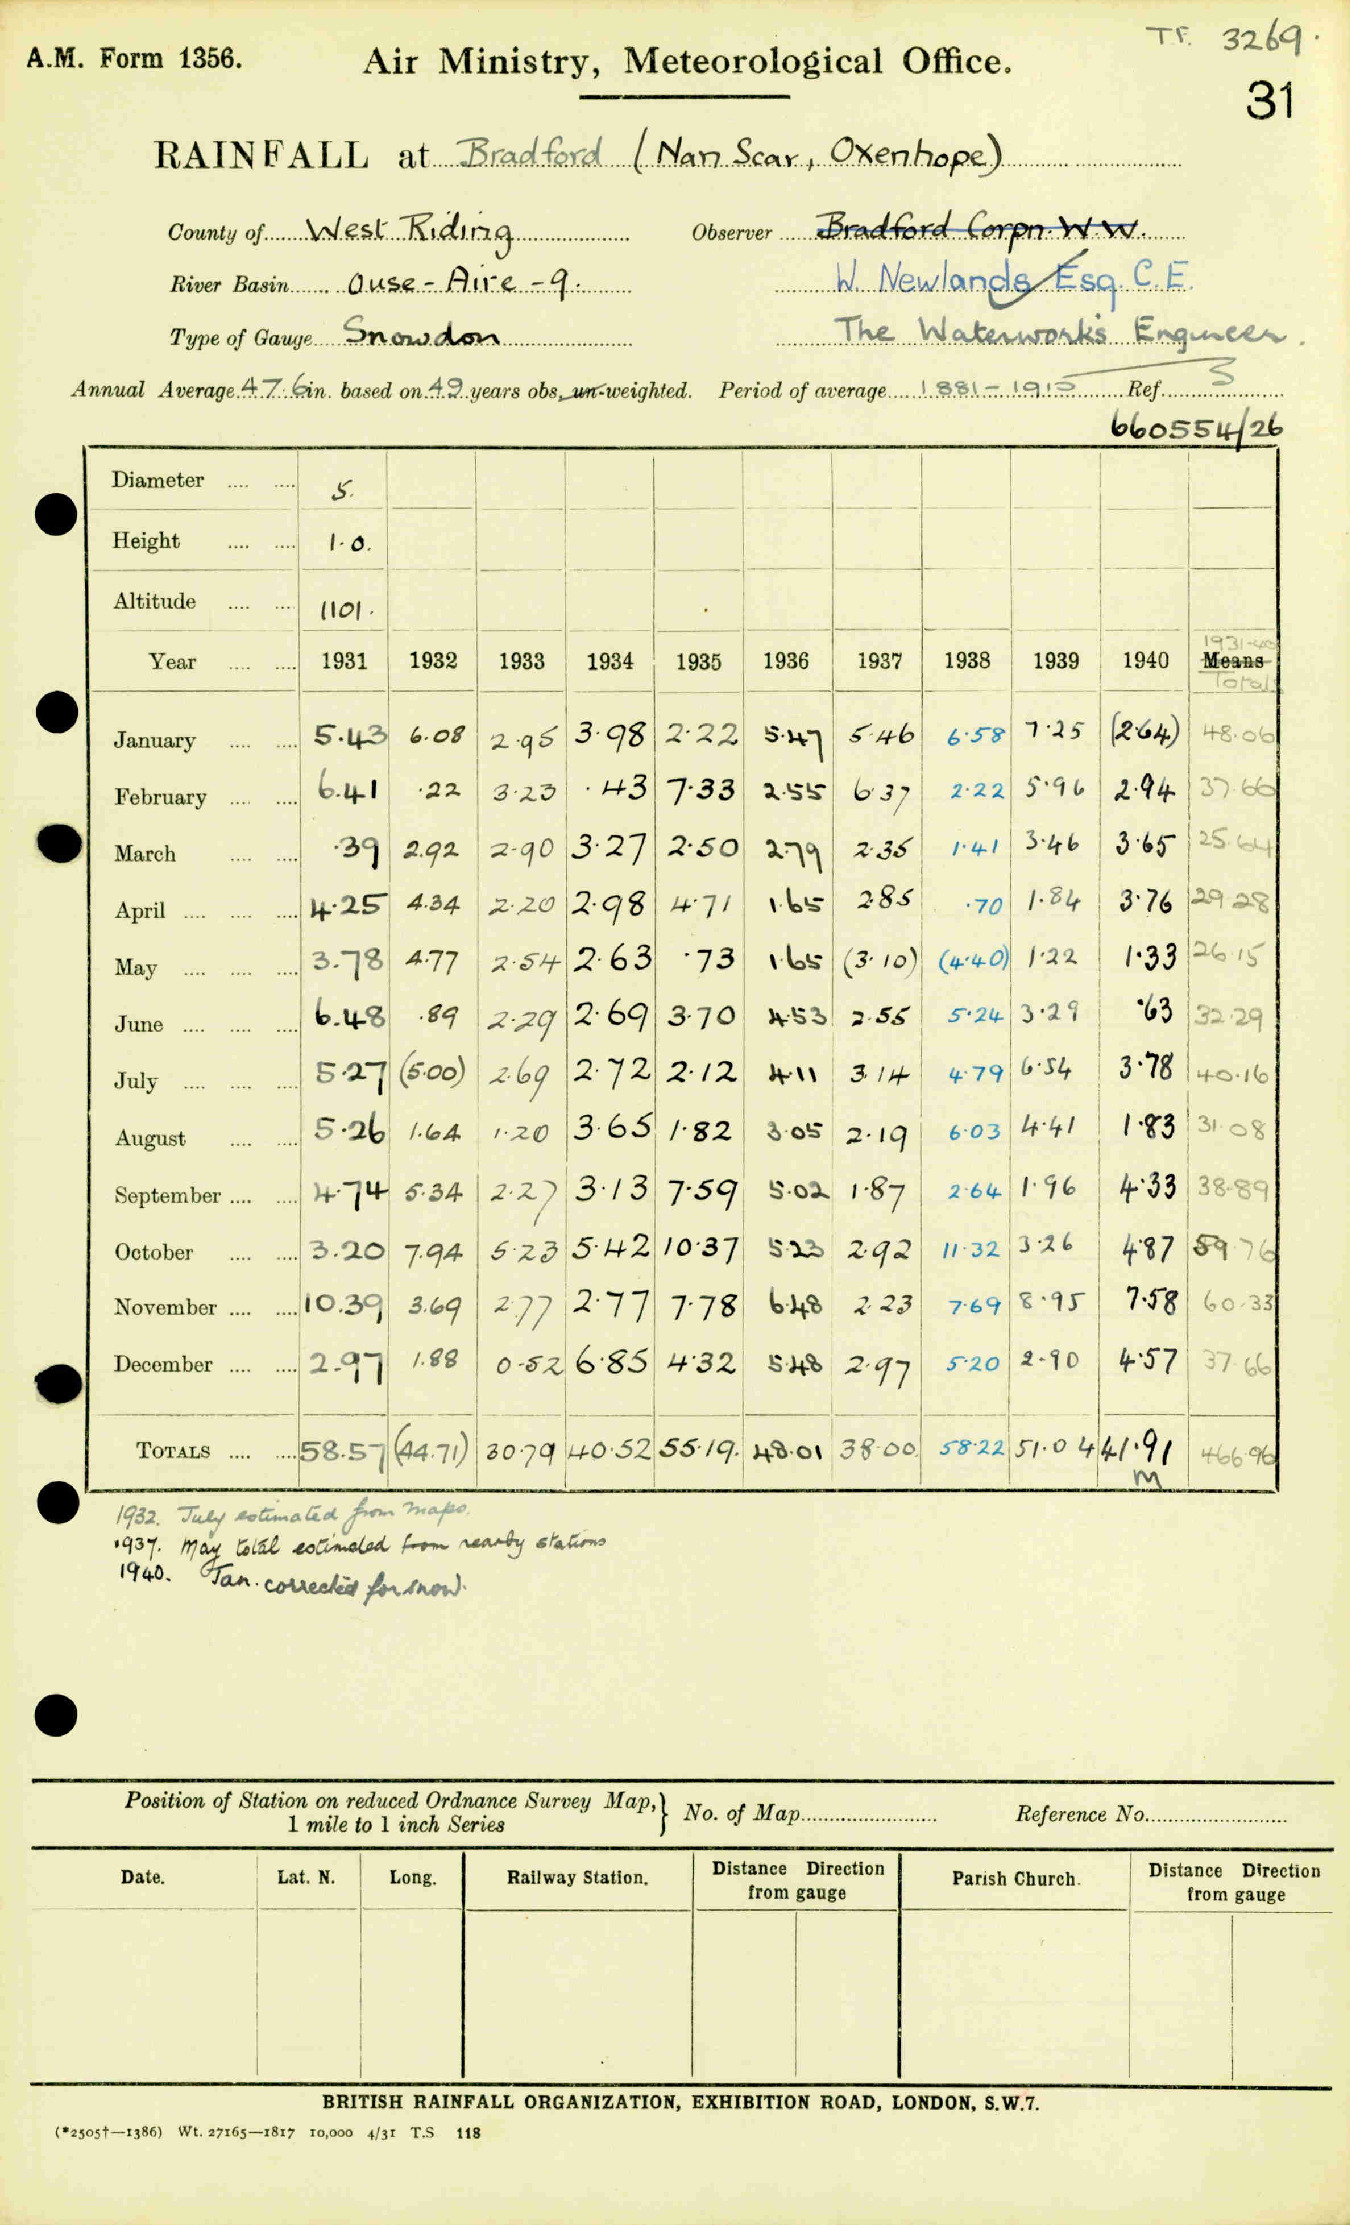 Tr. 3269.
A.M. Form 1356. Air Ministry, Meteorological Office.
31
RAINFALL at Bradford (Nan Scar, Oxenhope)
County of West Riding Observer Bradford Corpn. W.W.
River Basin Ouse - Aire - 9. W. Newlands Esq. C.E.
Type of Gauge Snowdon The Waterworks Engineer.
Annual Average 47.6 in. based on 49 years obs. un-weighted. Period of average 1881-1915 Ref. 3
660554/26
Diameter .... .... 5.
Height .... .... 1.0.
Altitude .... .... 1101.
1931-40
Year .... .... 1931 1932 1933 1934 1935 1936 1937 1938 1939 1940 Means
Total
January .... .... 5.43 6.08 2.95 3.98 2.22 5.47 5.46 6.58 7.25 (2.64) 48.06
February .... .... 6.41 .22 3.23 .43 7.33 2.55 6.37 2.22 5.96 2.94 37.66
March .... .... .39 2.92 2.90 3.27 2.50 2.79 2.35 1.41 3.46 3.65 25.64
April .... .... .... 4.25 4.34 2.20 2.98 4.71 1.65 2.85 .70 1.84 3.76 29.28
May .... .... .... 3.78 4.77 2.54 2.63 .73 1.65 (3.10) (4.40) 1.22 1.33 26.15
June .... .... .... 6.48 .89 2.29 2.69 3.70 4.53 2.55 5.24 3.29 .63 32.29
July .... .... .... 5.27 (5.00) 2.69 2.72 2.12 4.11 3.14 4.79 6.54 3.78 40.16
August .... .... 5.26 1.64 1.20 3.65 1.82 3.05 2.19 6.03 4.41 1.83 31.08
September .... .... 4.74 5.34 2.27 3.13 7.59 5.02 1.87 2.64 1.96 4.33 38.89
October .... .... 3.20 7.94 5.23 5.42 10.37 5.23 2.92 11.32 3.26 4.87 59.76
November .... .... 10.39 3.69 2.77 2.77 7.78 6.48 2.23 7.69 8.95 7.58 60.33
December .... .... 2.97 1.88 0.52 6.85 4.32 5.48 2.97 5.20 2.90 4.57 37.66
TOTALS .... .... 58.57 (44.71) 30.79 40.52 55.19. 48.01 38.00. 58.22 51.04 41.91 466.96
m
1932. July estimated from maps.
1937. May total estimated from nearby stations
1940. Jan. corrected for snow.
Position of Station on reduced Ordnance Survey Map,} No. of Map Reference No.
1 mile to 1 inch Series
Date. Lat. N. Long. Railway Station. Distance Direction from gauge Parish Church. Distance Direction from gauge
BRITISH RAINFALL ORGANIZATION, EXHIBITION ROAD, LONDON, S.W.7.
(*2505†—1386) Wt. 27165—1817 10,000 4/31 T.S 118